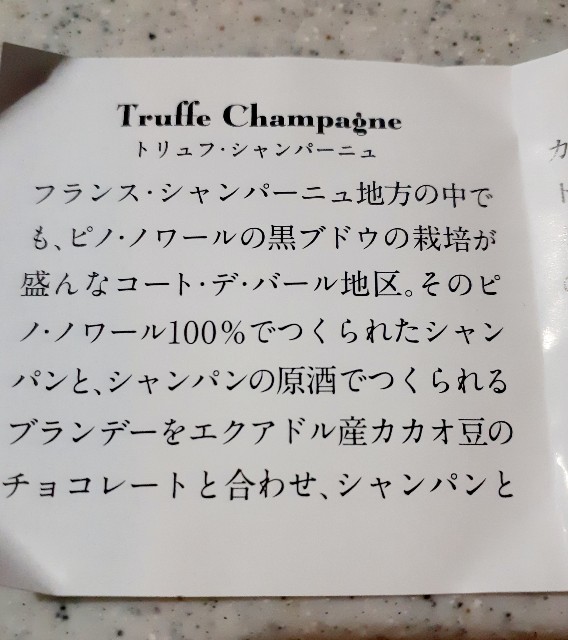 Truffe Champagne
トリュフ・シャンパーニュ
フランス・シャンパーニュ地方の中で
も、ピノ・ノワールの黒ブドウの栽培が
盛んなコート・デ・バール地区。そのピ
ノ・ノワール100%でつくられたシャン
パンと、シャンパンの原酒でつくられる
ブランデーをエクアドル産カカオ豆の
チョコレートと合わせ、シャンパンと
カ